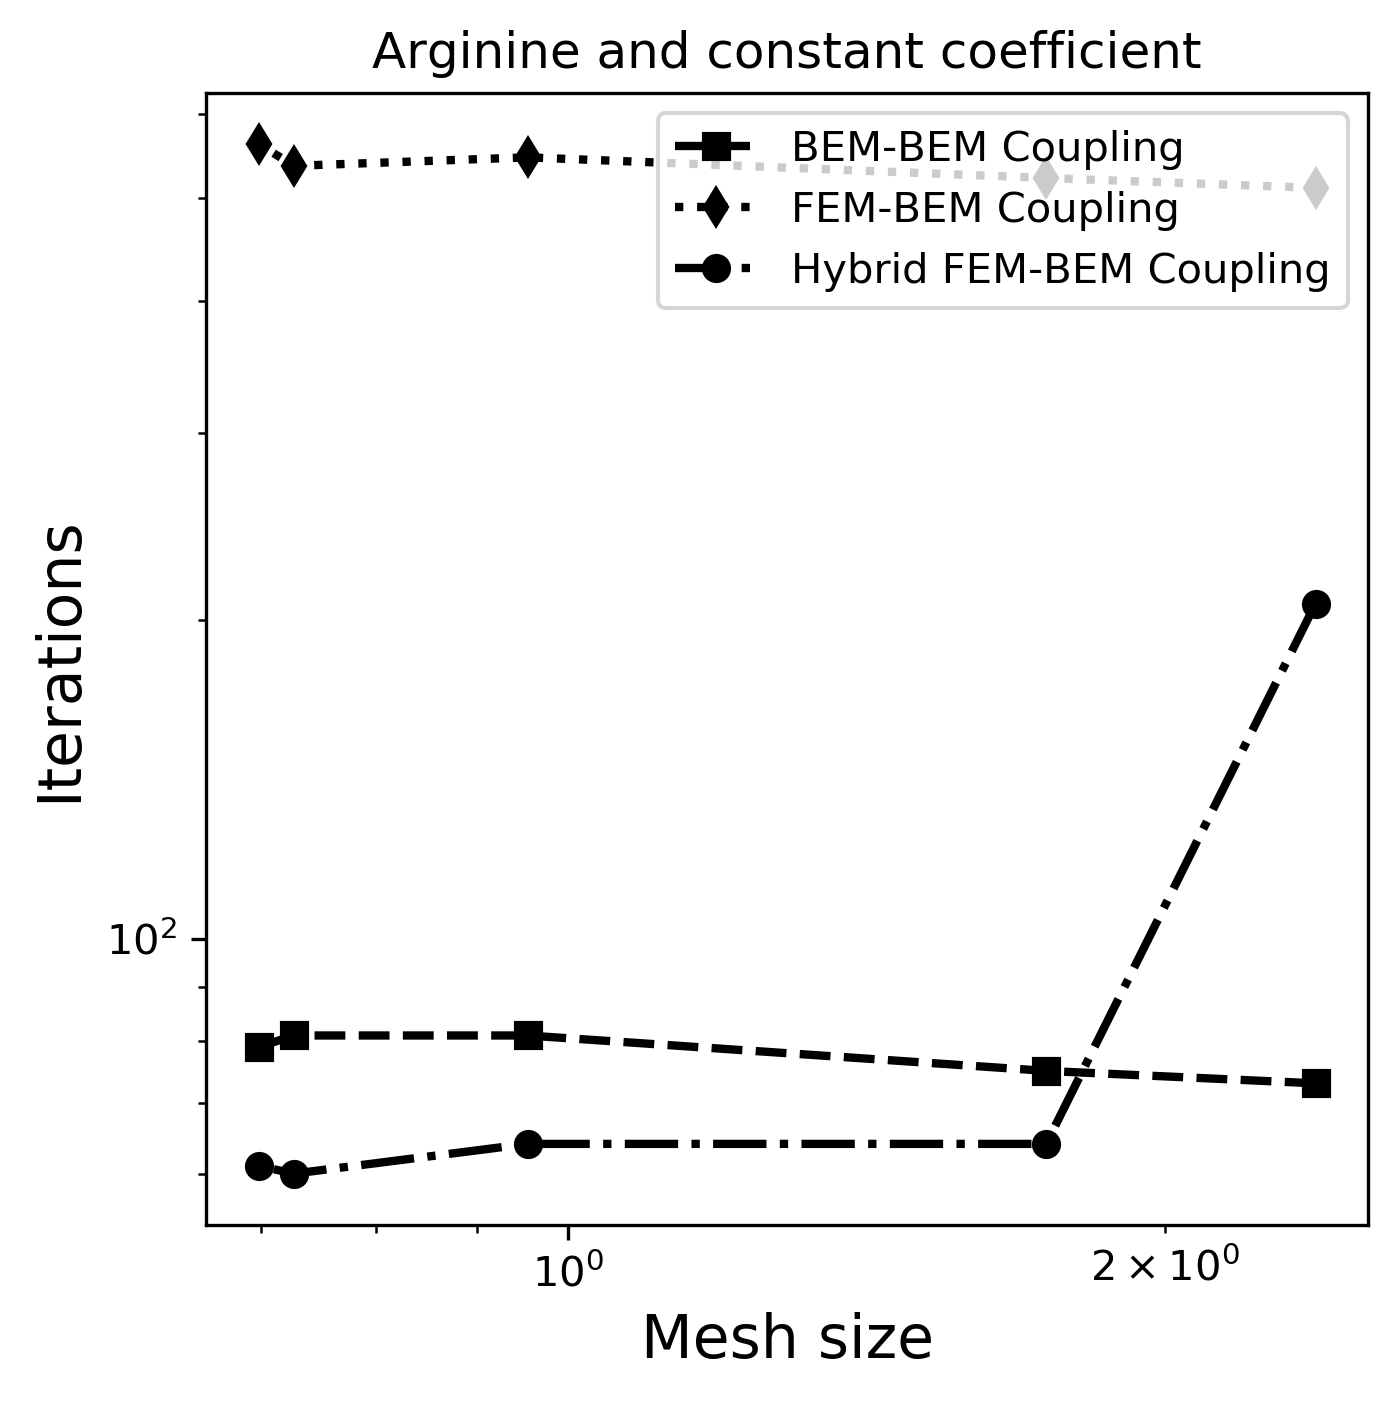 Arginine and constant coefficient
BEM-BEM Coupling
FEM-BEM Coupling
Hybrid FEM-BEM Coupling
Iterations
10²
10⁰
2 × 10⁰
Mesh size